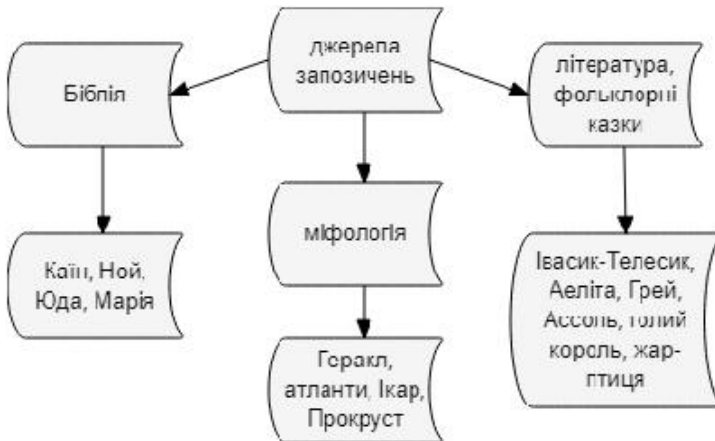 джерела
запозичень
Біблія
література,
фольклорні
казки
міфологія
Каїн, Ной,
Юда, Марія
Івасик-Телесик,
Аеліта, Грей,
Ассоль, голий
король, жар-
птиця
Геракл,
атланти, Ікар,
Прокруст